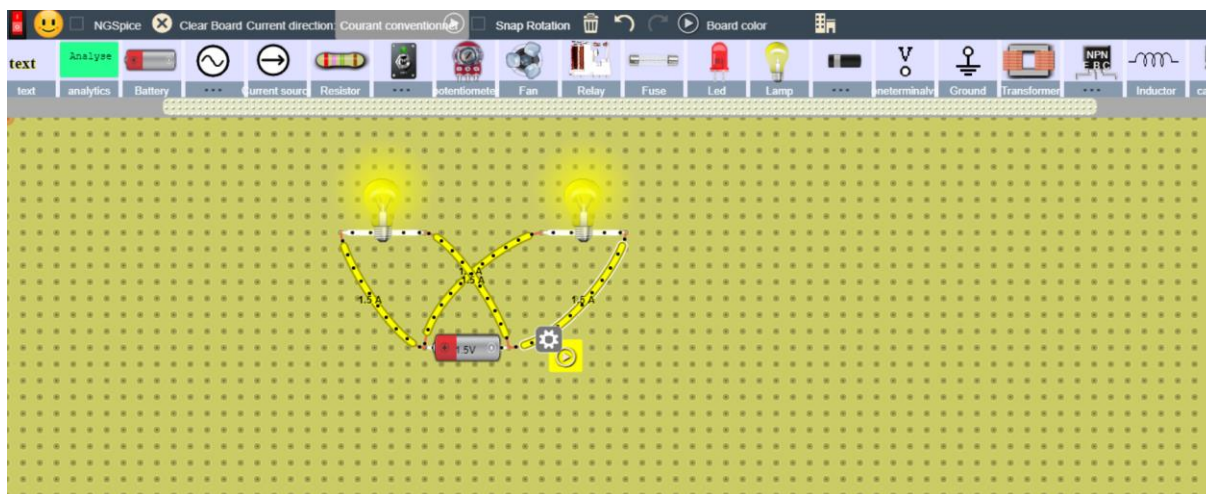 NGSpice Clear Board Current direction: Courant conventionnel Snap Rotation Board color
text Analyse V NPN
E B C
text analytics Battery ... Current sourc Resistor ... potentiomete Fan Relay Fuse Led Lamp ... neterminalv Ground Transformer ... Inductor ca
1.5 A
1.5 A 1.5 A
+ 1.5V